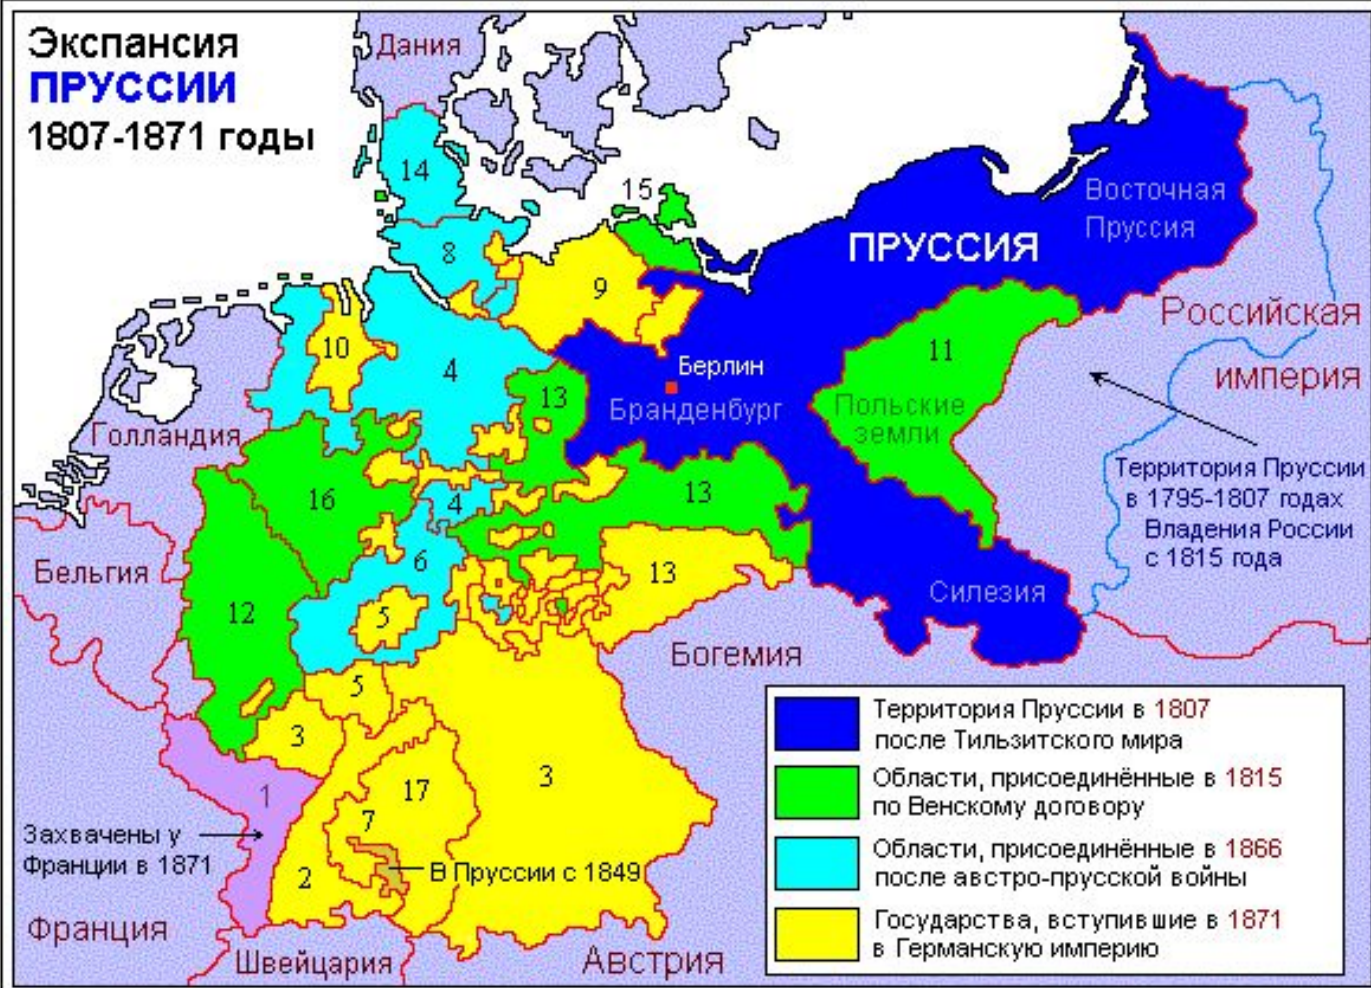 Экспансия
ПРУССИИ
1807-1871 годы
Дания
14
15
8
9
10
4
13
11
Восточная
Пруссия
ПРУССИЯ
Российская
империя
Берлин
Бранденбург
Польские
земли
Голландия
Территория Пруссии
в 1795-1807 годах
Владения России
с 1815 года
16
4
13
Бельгия
6
13
12
5
Силезия
Богемия
5
3
3
1
17
7
2
Захвачены у
Франции в 1871
В Пруссии с 1849
Франция
Швейцария
Австрия
Территория Пруссии в 1807
после Тильзитского мира
Области, присоединённые в 1815
по Венскому договору
Области, присоединённые в 1866
после австро-прусской войны
Государства, вступившие в 1871
в Германскую империю